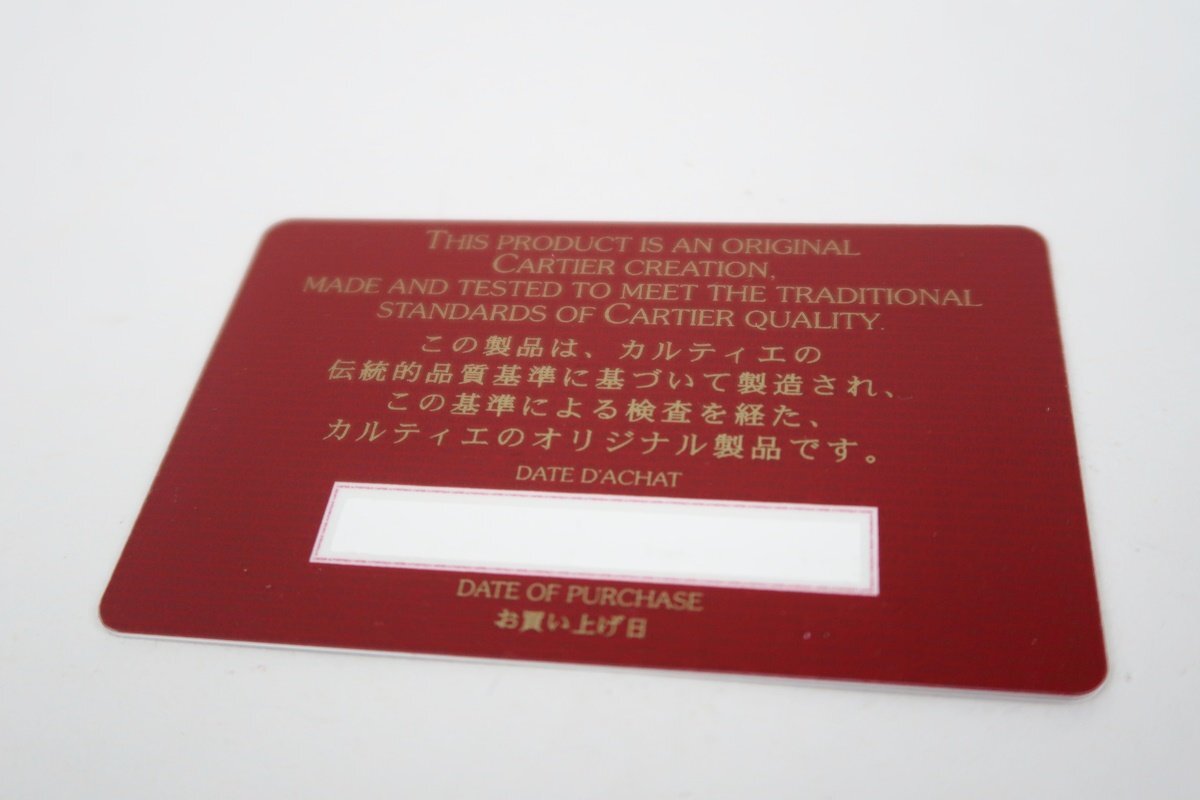 THIS PRODUCT IS AN ORIGINAL
CARTIER CREATION,
MADE AND TESTED TO MEET THE TRADITIONAL
STANDARDS OF CARTIER QUALITY.
この製品は、カルティエの
伝統的品質基準に基づいて製造され、
この基準による検査を経た、
カルティエのオリジナル製品です。
DATE D'ACHAT
DATE OF PURCHASE
お買い上げ日